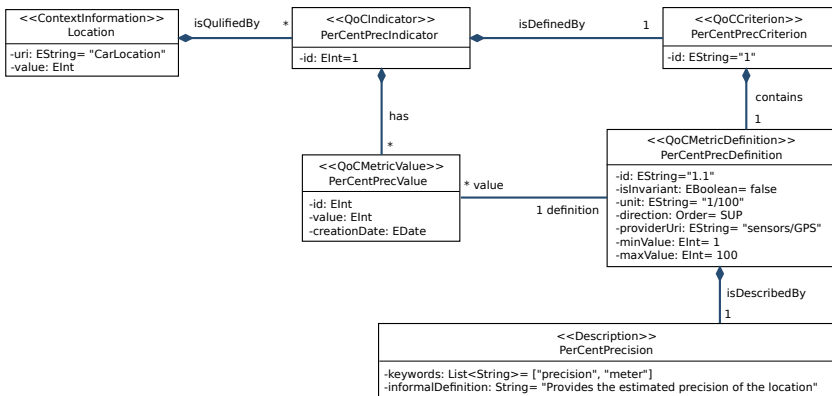 <<ContextInformation>>
Location
-uri: EString= "CarLocation"
-value: EInt
isQulifiedBy
*
<<QoCIndicator>>
PerCentPrecIndicator
-id: EInt=1
isDefinedBy
1
<<QoCCriterion>>
PerCentPrecCriterion
-id: EString="1"
has
*
contains
1
<<QoCMetricValue>>
PerCentPrecValue
-id: EInt
-value: EInt
-creationDate: EDate
* value
1 definition
<<QoCMetricDefinition>>
PerCentPrecDefinition
-id: EString="1.1"
-isInvariant: EBoolean= false
-unit: EString= "1/100"
-direction: Order= SUP
-providerUri: EString= "sensors/GPS"
-minValue: EInt= 1
-maxValue: EInt= 100
isDescribedBy
1
<<Description>>
PerCentPrecision
-keywords: List<String>= ["precision", "meter"]
-informalDefinition: String= "Provides the estimated precision of the location"